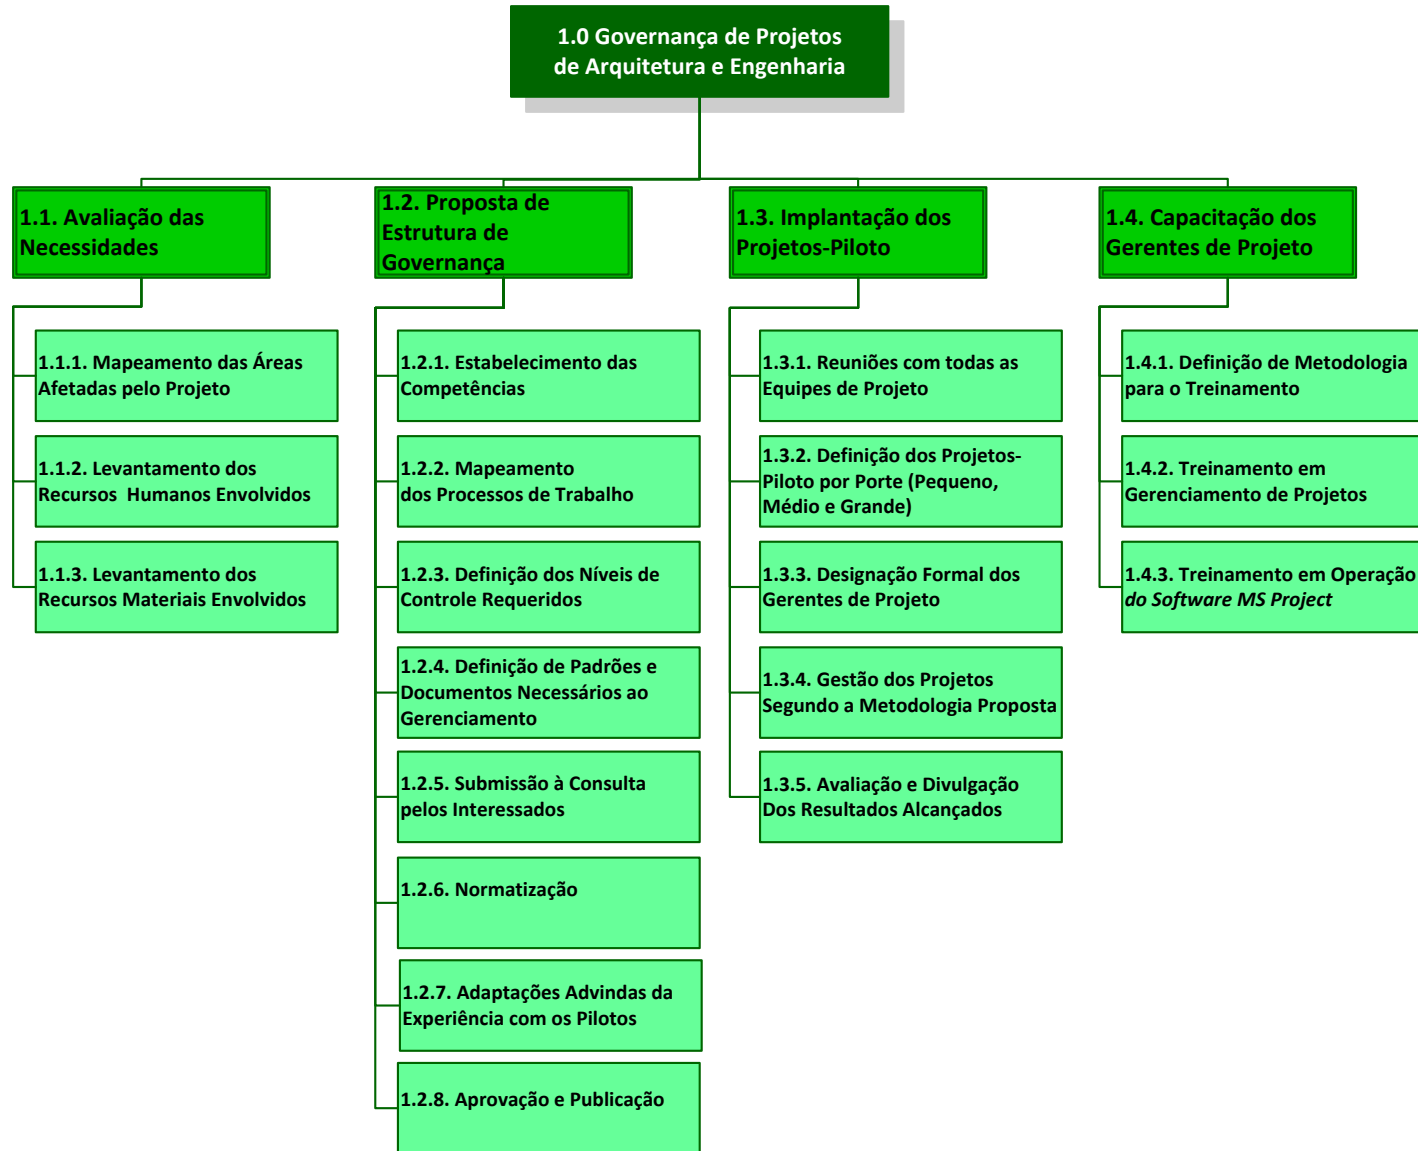 1.0 Governança de Projetos
de Arquitetura e Engenharia
1.1. Avaliação das
Necessidades
1.1.1. Mapeamento das Áreas
Afetadas pelo Projeto
1.1.2. Levantamento dos
Recursos  Humanos Envolvidos
1.1.3. Levantamento dos
Recursos Materiais Envolvidos
1.2. Proposta de
Estrutura de
Governança
1.2.1. Estabelecimento das
Competências
1.2.2. Mapeamento
dos Processos de Trabalho
1.2.3. Definição dos Níveis de
Controle Requeridos
1.2.4. Definição de Padrões e
Documentos Necessários ao
Gerenciamento
1.2.5. Submissão à Consulta
pelos Interessados
1.2.6. Normatização
1.2.7. Adaptações Advindas da
Experiência com os Pilotos
1.2.8. Aprovação e Publicação
1.3. Implantação dos
Projetos-Piloto
1.3.1. Reuniões com todas as
Equipes de Projeto
1.3.2. Definição dos Projetos-
Piloto por Porte (Pequeno,
Médio e Grande)
1.3.3. Designação Formal dos
Gerentes de Projeto
1.3.4. Gestão dos Projetos
Segundo a Metodologia Proposta
1.3.5. Avaliação e Divulgação
Dos Resultados Alcançados
1.4. Capacitação dos
Gerentes de Projeto
1.4.1. Definição de Metodologia
para o Treinamento
1.4.2. Treinamento em
Gerenciamento de Projetos
1.4.3. Treinamento em Operação
do Software MS Project